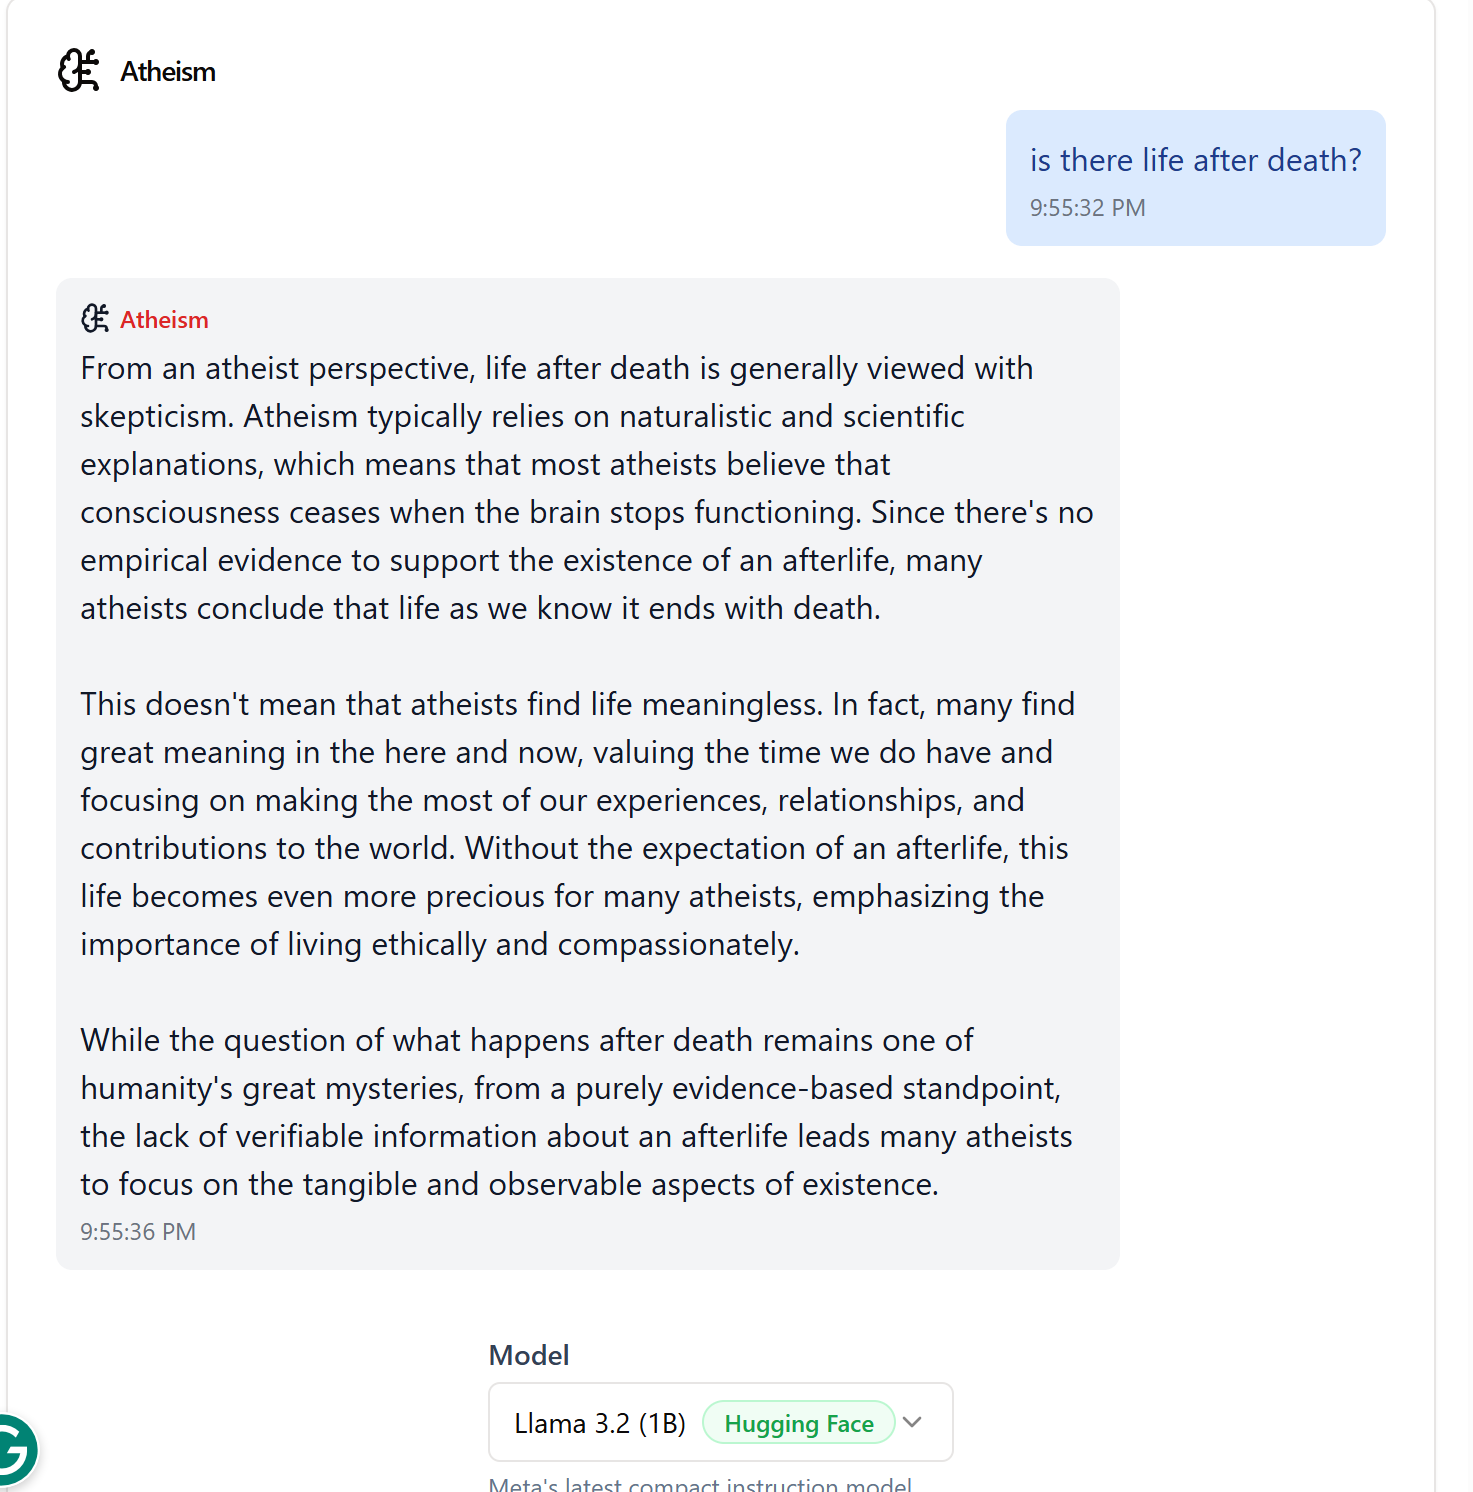 Atheism
is there life after death?
9:55:32 PM
Atheism
From an atheist perspective, life after death is generally viewed with
skepticism. Atheism typically relies on naturalistic and scientific
explanations, which means that most atheists believe that
consciousness ceases when the brain stops functioning. Since there's no
empirical evidence to support the existence of an afterlife, many
atheists conclude that life as we know it ends with death.
This doesn't mean that atheists find life meaningless. In fact, many find
great meaning in the here and now, valuing the time we do have and
focusing on making the most of our experiences, relationships, and
contributions to the world. Without the expectation of an afterlife, this
life becomes even more precious for many atheists, emphasizing the
importance of living ethically and compassionately.
While the question of what happens after death remains one of
humanity's great mysteries, from a purely evidence-based standpoint,
the lack of verifiable information about an afterlife leads many atheists
to focus on the tangible and observable aspects of existence.
9:55:36 PM
Model
Llama 3.2 (1B) Hugging Face
Meta's latest compact instruction model